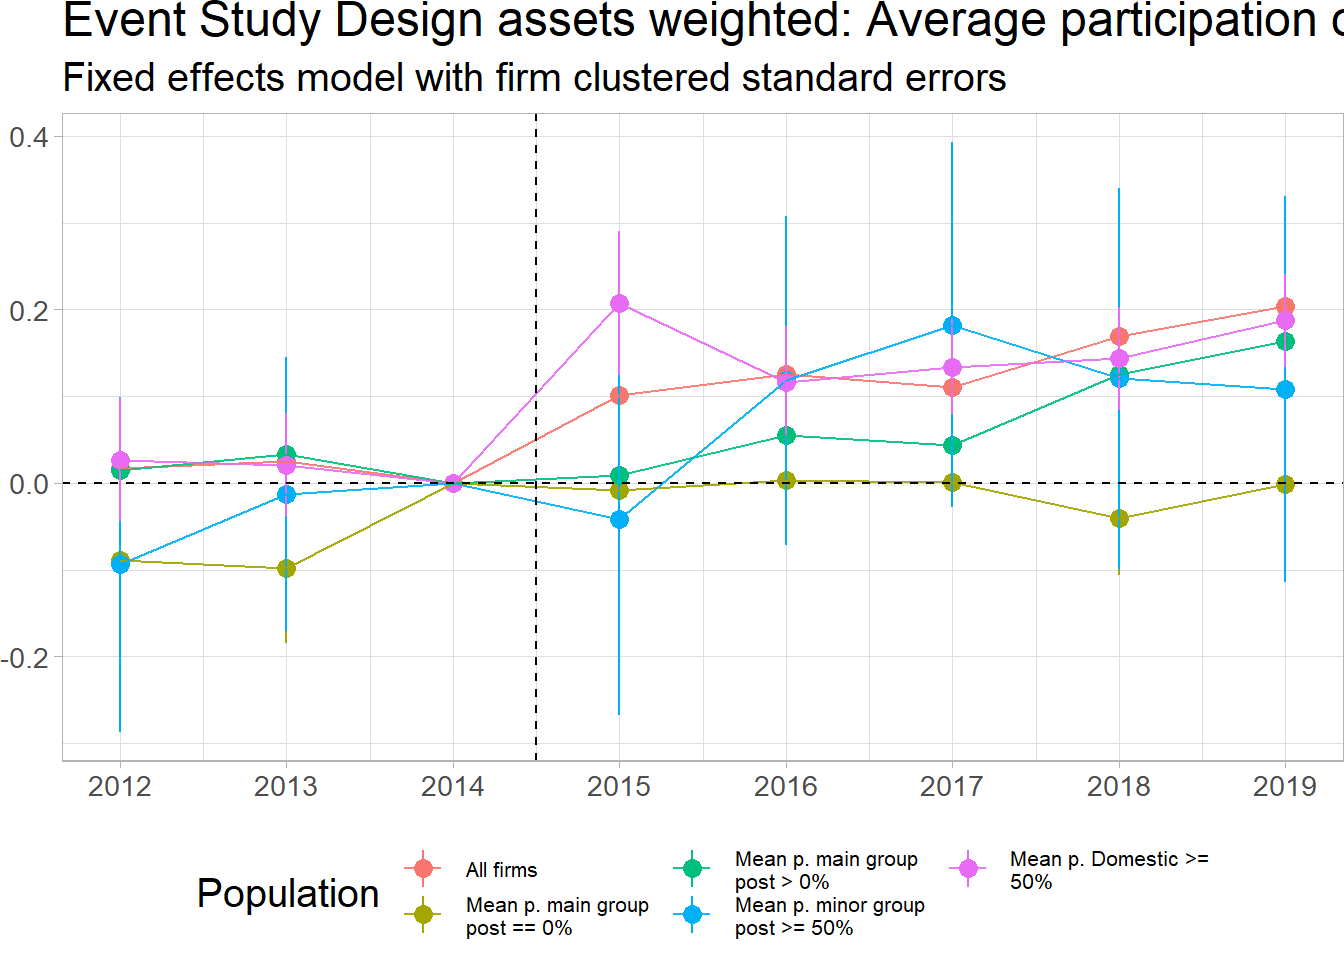 Event Study Design assets weighted: Average participation
Fixed effects model with firm clustered standard errors
0.4
0.2
0.0
-0.2
2012 2013 2014 2015 2016 2017 2018 2019
Population
All firms
Mean p. main group
post == 0%
Mean p. main group
post > 0%
Mean p. minor group
post >= 50%
Mean p. Domestic >=
50%